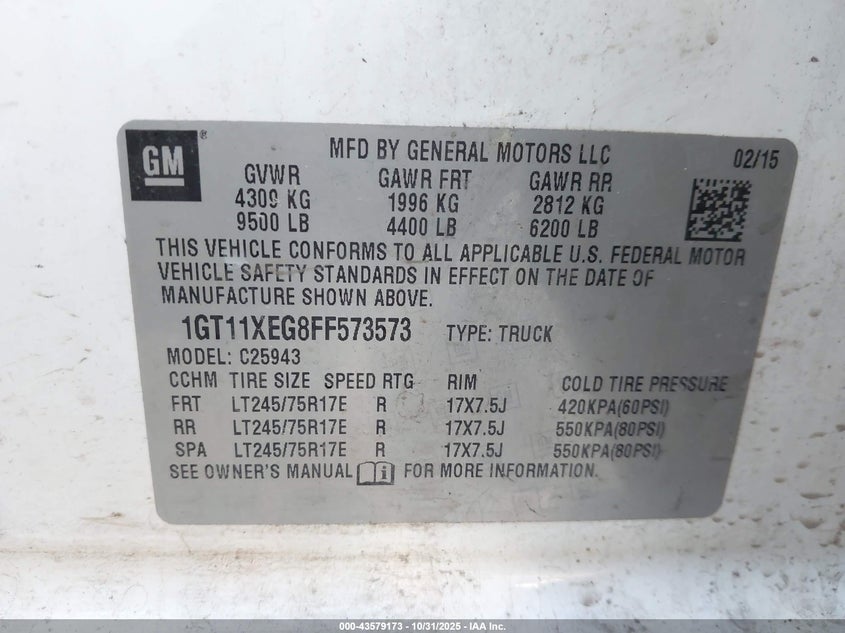 GM
®
MFD BY GENERAL MOTORS LLC 02/15
GVWR GAWR FRT GAWR RR
4309 KG 1996 KG 2812 KG
9500 LB 4400 LB 6200 LB
THIS VEHICLE CONFORMS TO ALL APPLICABLE U.S. FEDERAL MOTOR
VEHICLE SAFETY STANDARDS IN EFFECT ON THE DATE OF
MANUFACTURE SHOWN ABOVE.
1GT11XEG8FF573573 TYPE: TRUCK
MODEL: C25943
CCHM TIRE SIZE SPEED RTG RIM COLD TIRE PRESSURE
FRT LT245/75R17E R 17X7.5J 420KPA(60PSI)
RR LT245/75R17E R 17X7.5J 550KPA(80PSI)
SPA LT245/75R17E R 17X7.5J 550KPA(80PSI)
SEE OWNER'S MANUAL i FOR MORE INFORMATION.
000-43579173 | 10/31/2025 | IAA Inc.